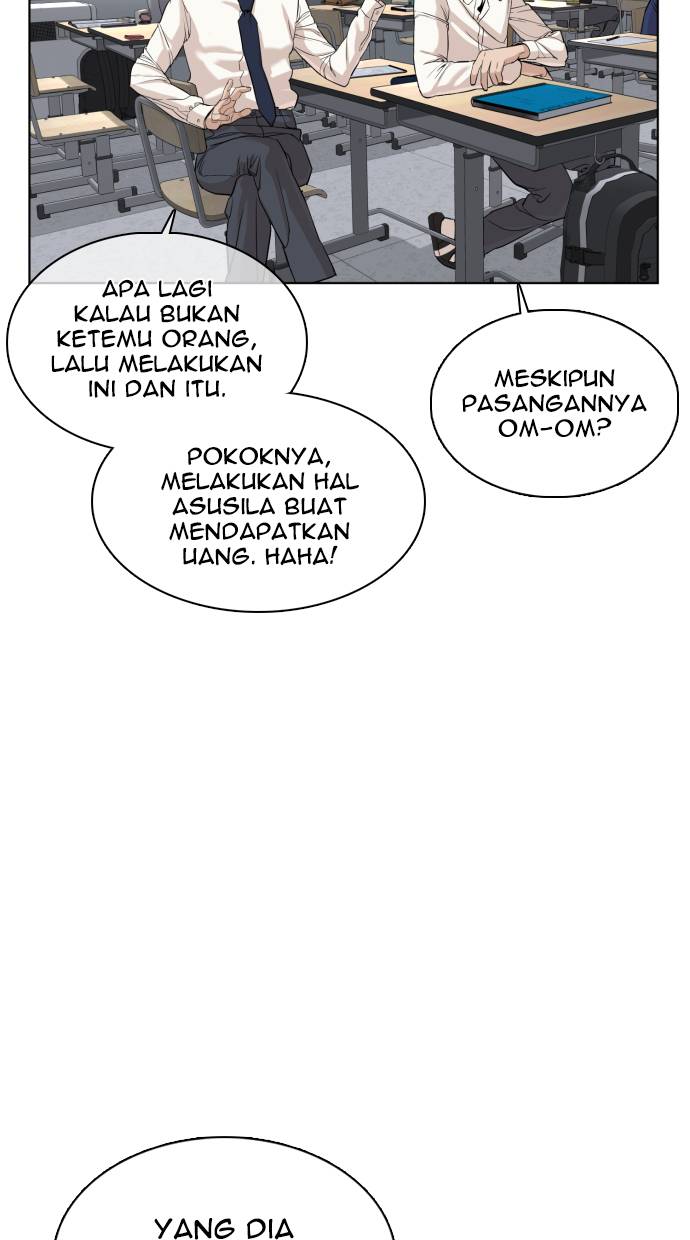 APA LAGI
KALAU BUKAN
KETEMU ORANG,
LALU MELAKUKAN
INI DAN ITU.
MESKIPUN
PASANGANNYA
OM-OM?
POKOKNYA,
MELAKUKAN HAL
ASUSILA BUAT
MENDAPATKAN
UANG. HAHA!
YANG DIA